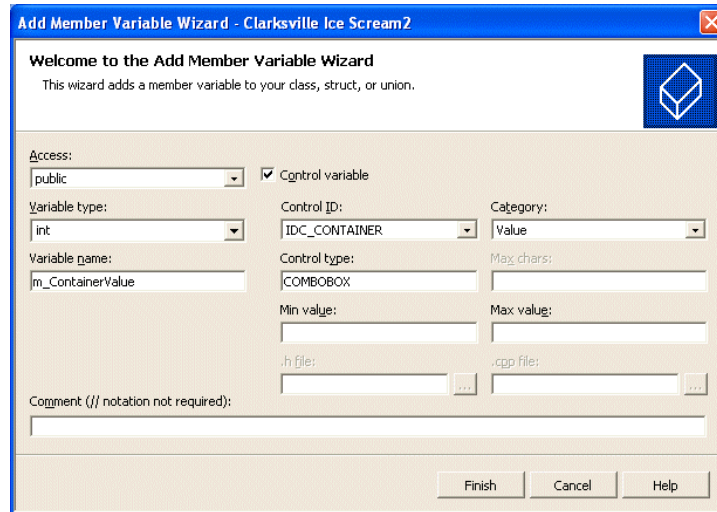 Add Member Variable Wizard - Clarksville Ice Scream2
Welcome to the Add Member Variable Wizard
This wizard adds a member variable to your class, struct, or union.
Access:
public
Control variable
Variable type:
Control ID:
Category:
int
IDC_CONTAINER
Value
Variable name:
Control type:
Max chars:
m_ContainerValue
COMBOBOX
Min value:
Max value:
.h file:
.cpp file:
...
...
Comment (// notation not required):
Finish
Cancel
Help